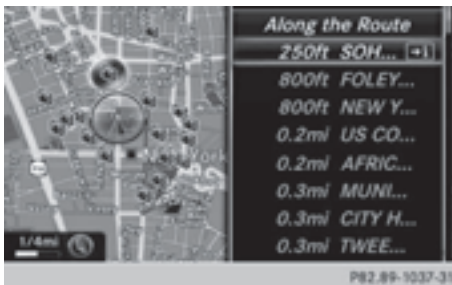 Along the Route
250ft SOH...
800ft FOLEY...
800ft NEW Y...
0.2mi US CO...
0.2mi AFRIC...
0.3mi MUNI...
0.3mi CITY H...
0.3mi TWEE...
1/4mi
P82.89-1037-31